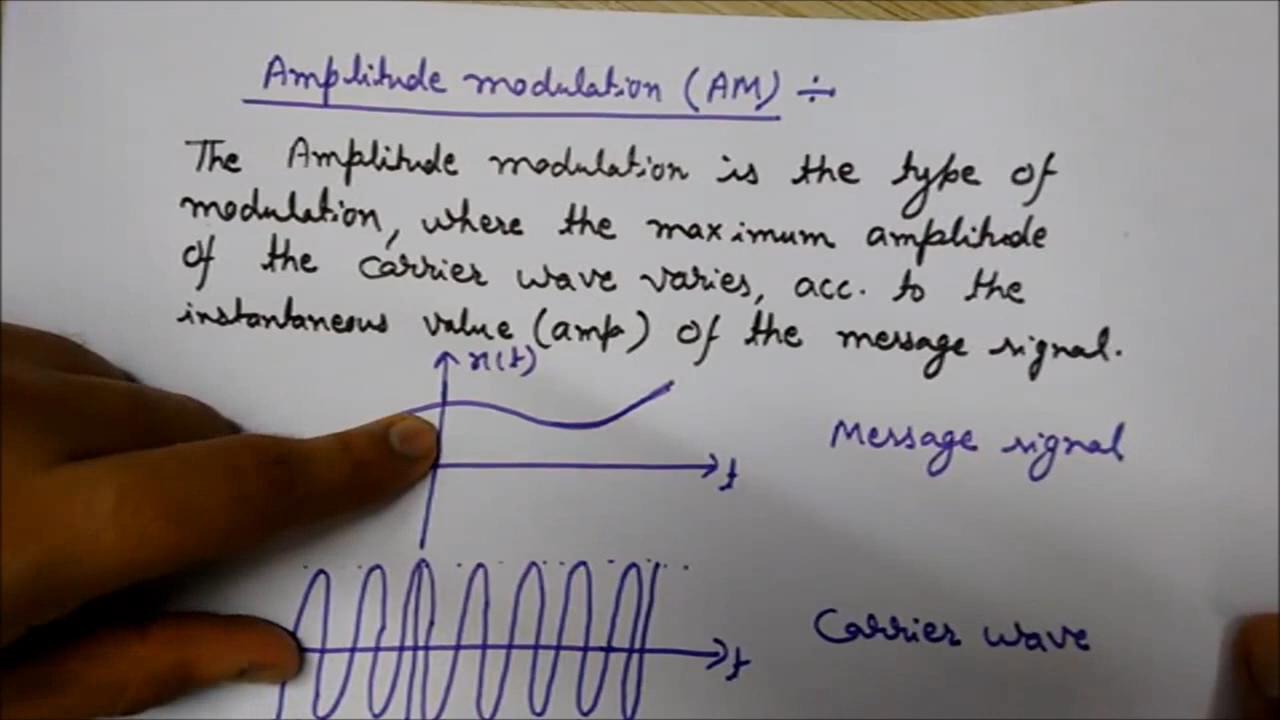 Amplitude modulation (AM) ÷
The Amplitude modulation is the type of
modulation, where the maximum amplitude
of the carrier wave varies, acc. to the
instantaneous value (amp) of the message signal.
x(t)
Message signal
t
Carrier wave
t